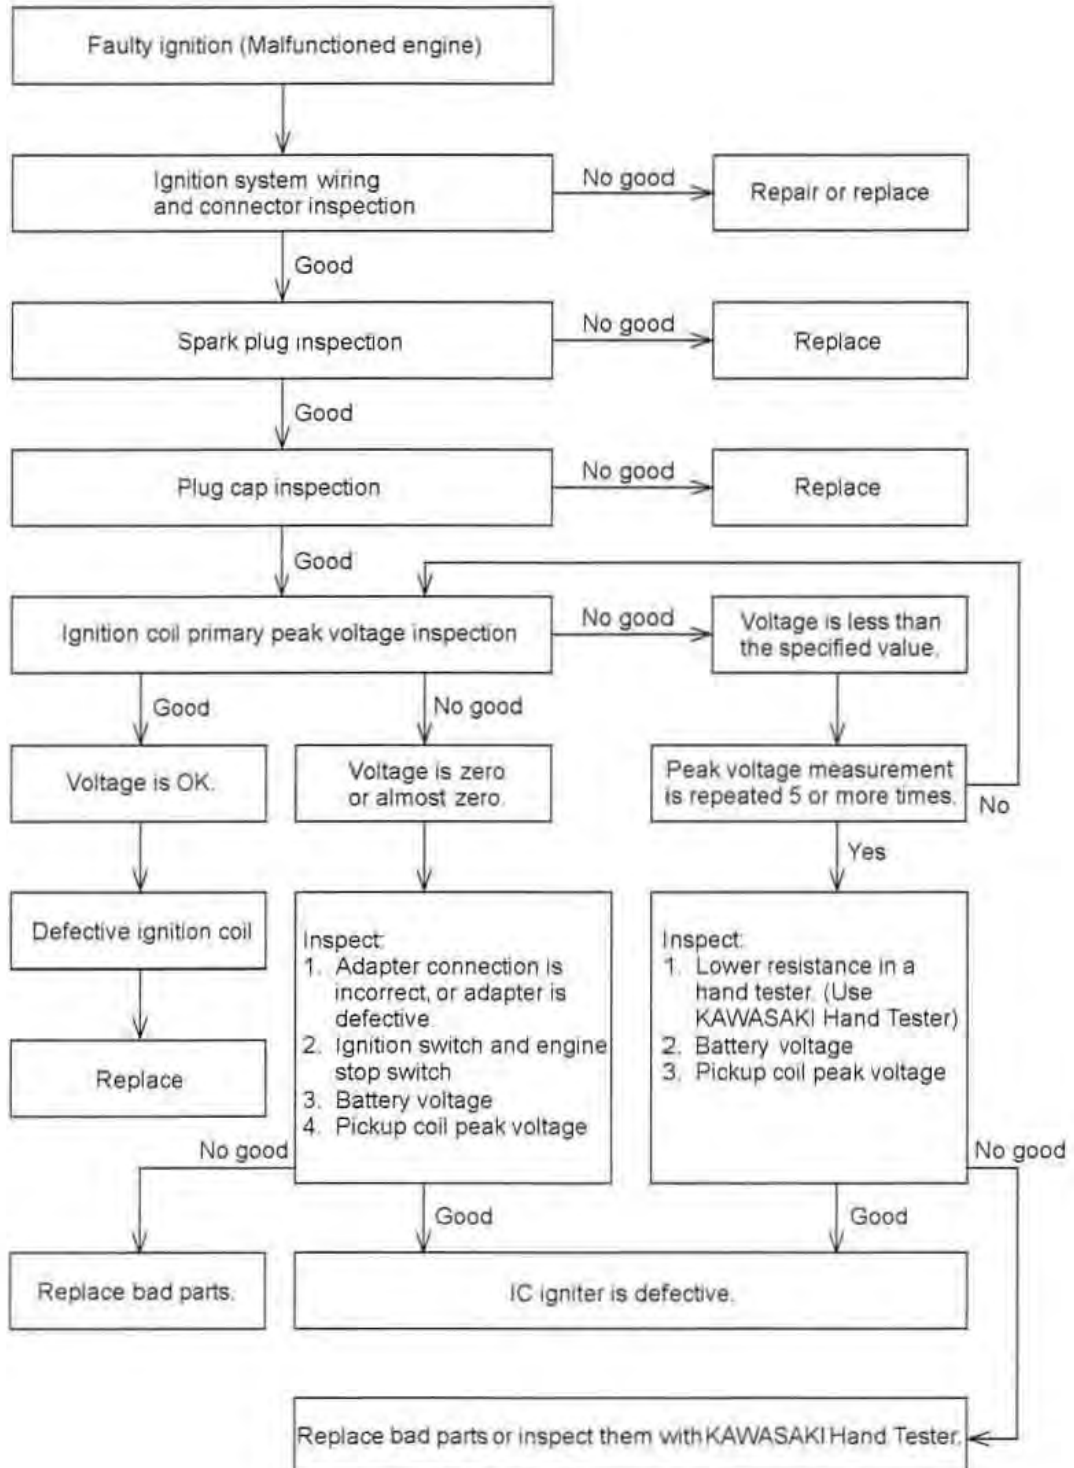 Faulty ignition (Malfunctioned engine)
Ignition system wiring
and connector inspection
No good
Repair or replace
Good
Spark plug inspection
No good
Replace
Good
Plug cap inspection
No good
Replace
Good
Ignition coil primary peak voltage inspection
No good
Voltage is less than
the specified value.
Good
No good
Voltage is OK.
Voltage is zero
or almost zero.
Peak voltage measurement
is repeated 5 or more times.
No
Yes
Defective ignition coil
Replace
Inspect:
1. Adapter connection is
incorrect, or adapter is
defective
2. Ignition switch and engine
stop switch
3. Battery voltage
4. Pickup coil peak voltage
Inspect:
1. Lower resistance in a
hand tester. (Use
KAWASAKI Hand Tester)
2. Battery voltage
3. Pickup coil peak voltage
No good
No good
Good
Good
Replace bad parts.
IC igniter is defective.
Replace bad parts or inspect them with KAWASAKI Hand Tester.